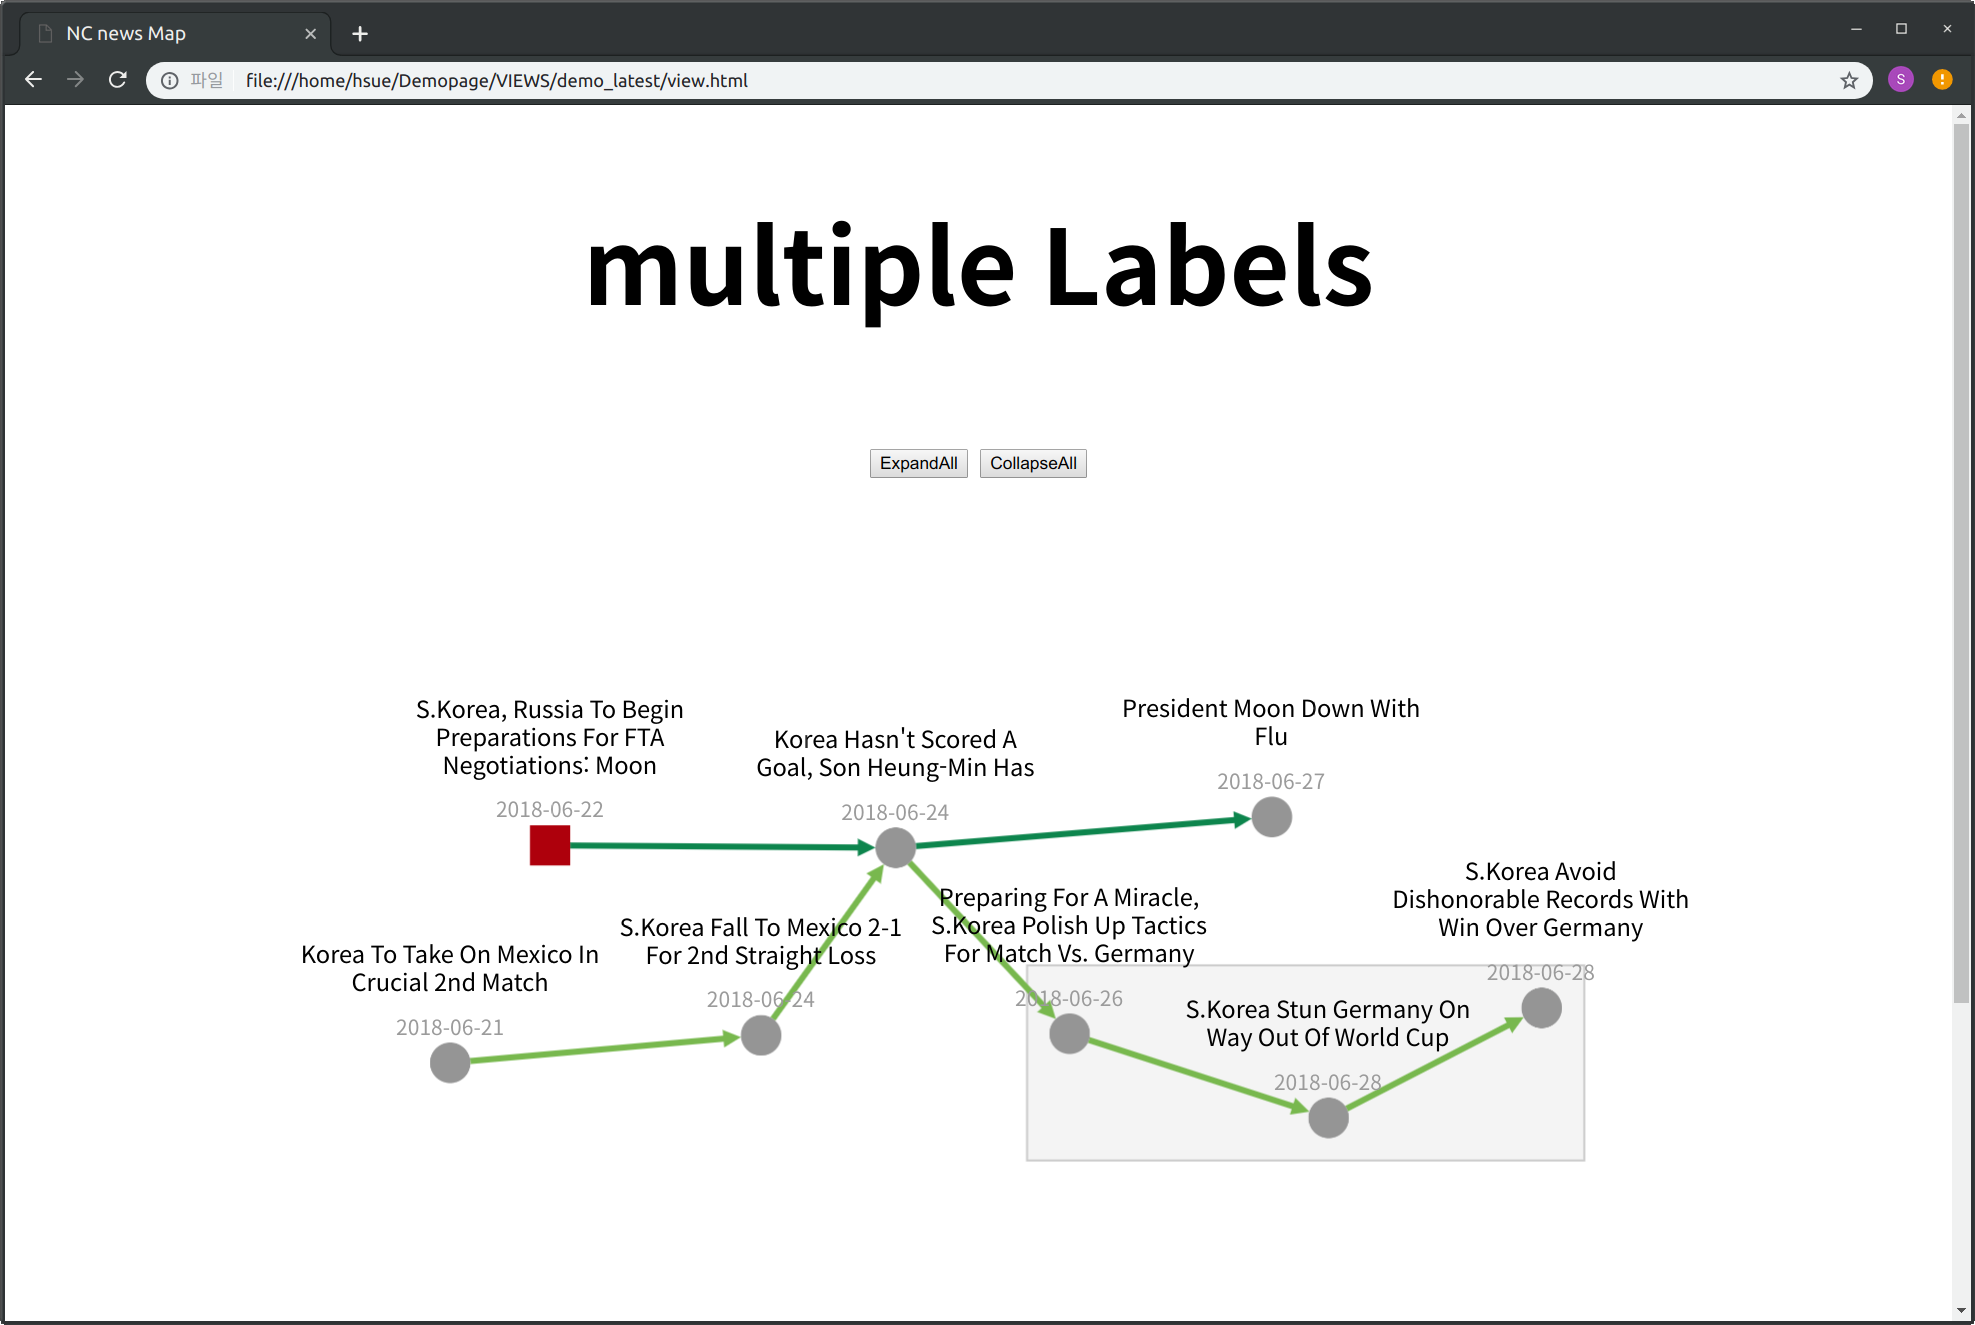 NC news Map
파일
file:///home/hsue/Demopage/VIEWS/demo_latest/view.html
S
multiple Labels
ExpandAll
CollapseAll
S.Korea, Russia To Begin
Preparations For FTA
Negotiations: Moon
2018-06-22
Korea Hasn't Scored A
Goal, Son Heung-Min Has
2018-06-24
President Moon Down With
Flu
2018-06-27
Korea To Take On Mexico In
Crucial 2nd Match
2018-06-21
S.Korea Fall To Mexico 2-1
For 2nd Straight Loss
2018-06-24
Preparing For A Miracle,
S.Korea Polish Up Tactics
For Match Vs. Germany
2018-06-26
S.Korea Stun Germany On
Way Out Of World Cup
2018-06-28
S.Korea Avoid
Dishonorable Records With
Win Over Germany
2018-06-28